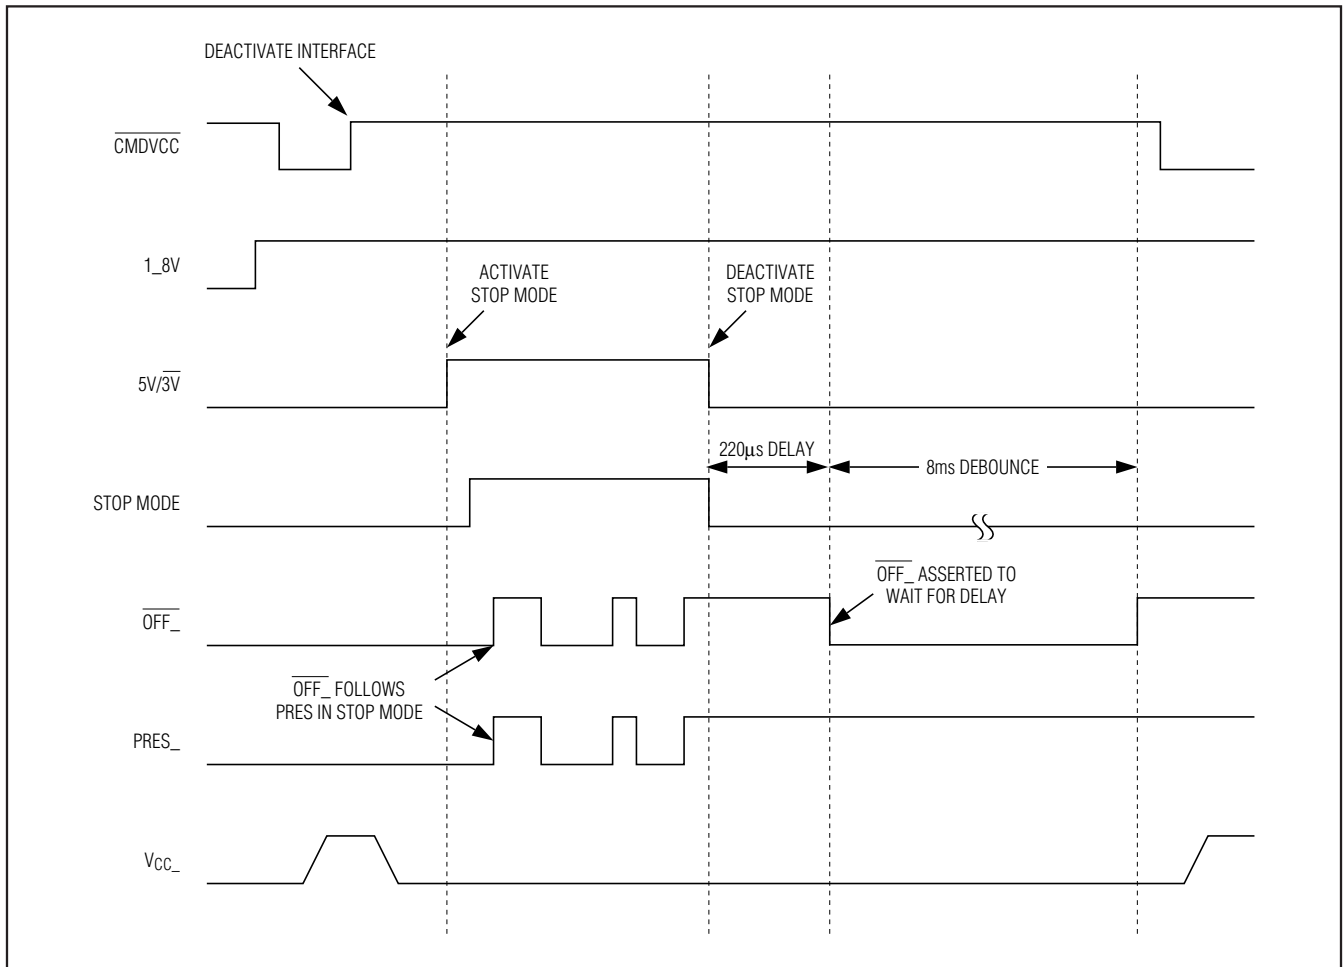 DEACTIVATE INTERFACE
CMDVCC
1_8V
ACTIVATE
STOP MODE
DEACTIVATE
STOP MODE
5V/3V
220µs DELAY
8ms DEBOUNCE
STOP MODE
OFF_ ASSERTED TO
WAIT FOR DELAY
OFF_
OFF_ FOLLOWS
PRES IN STOP MODE
PRES_
VCC_